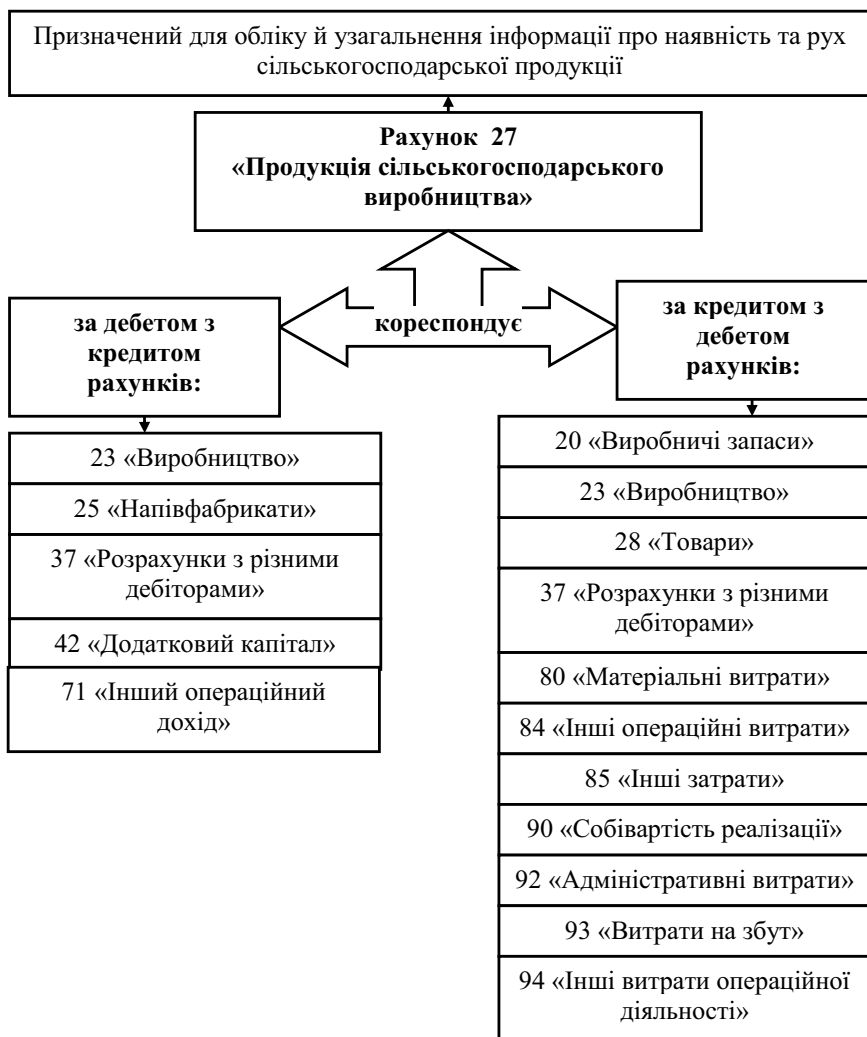 Призначений для обліку й узагальнення інформації про наявність та рух
сільськогосподарської продукції
Рахунок 27
«Продукція сільськогосподарського
виробництва»
кореспондує
за дебетом з
кредитом
рахунків:
23 «Виробництво»
25 «Напівфабрикати»
37 «Розрахунки з різними
дебіторами»
42 «Додатковий капітал»
71 «Інший операційний
дохід»
за кредитом з
дебетом
рахунків:
20 «Виробничі запаси»
23 «Виробництво»
28 «Товари»
37 «Розрахунки з різними
дебіторами»
80 «Матеріальні витрати»
84 «Інші операційні витрати»
85 «Інші затрати»
90 «Собівартість реалізації»
92 «Адміністративні витрати»
93 «Витрати на збут»
94 «Інші витрати операційної
діяльності»